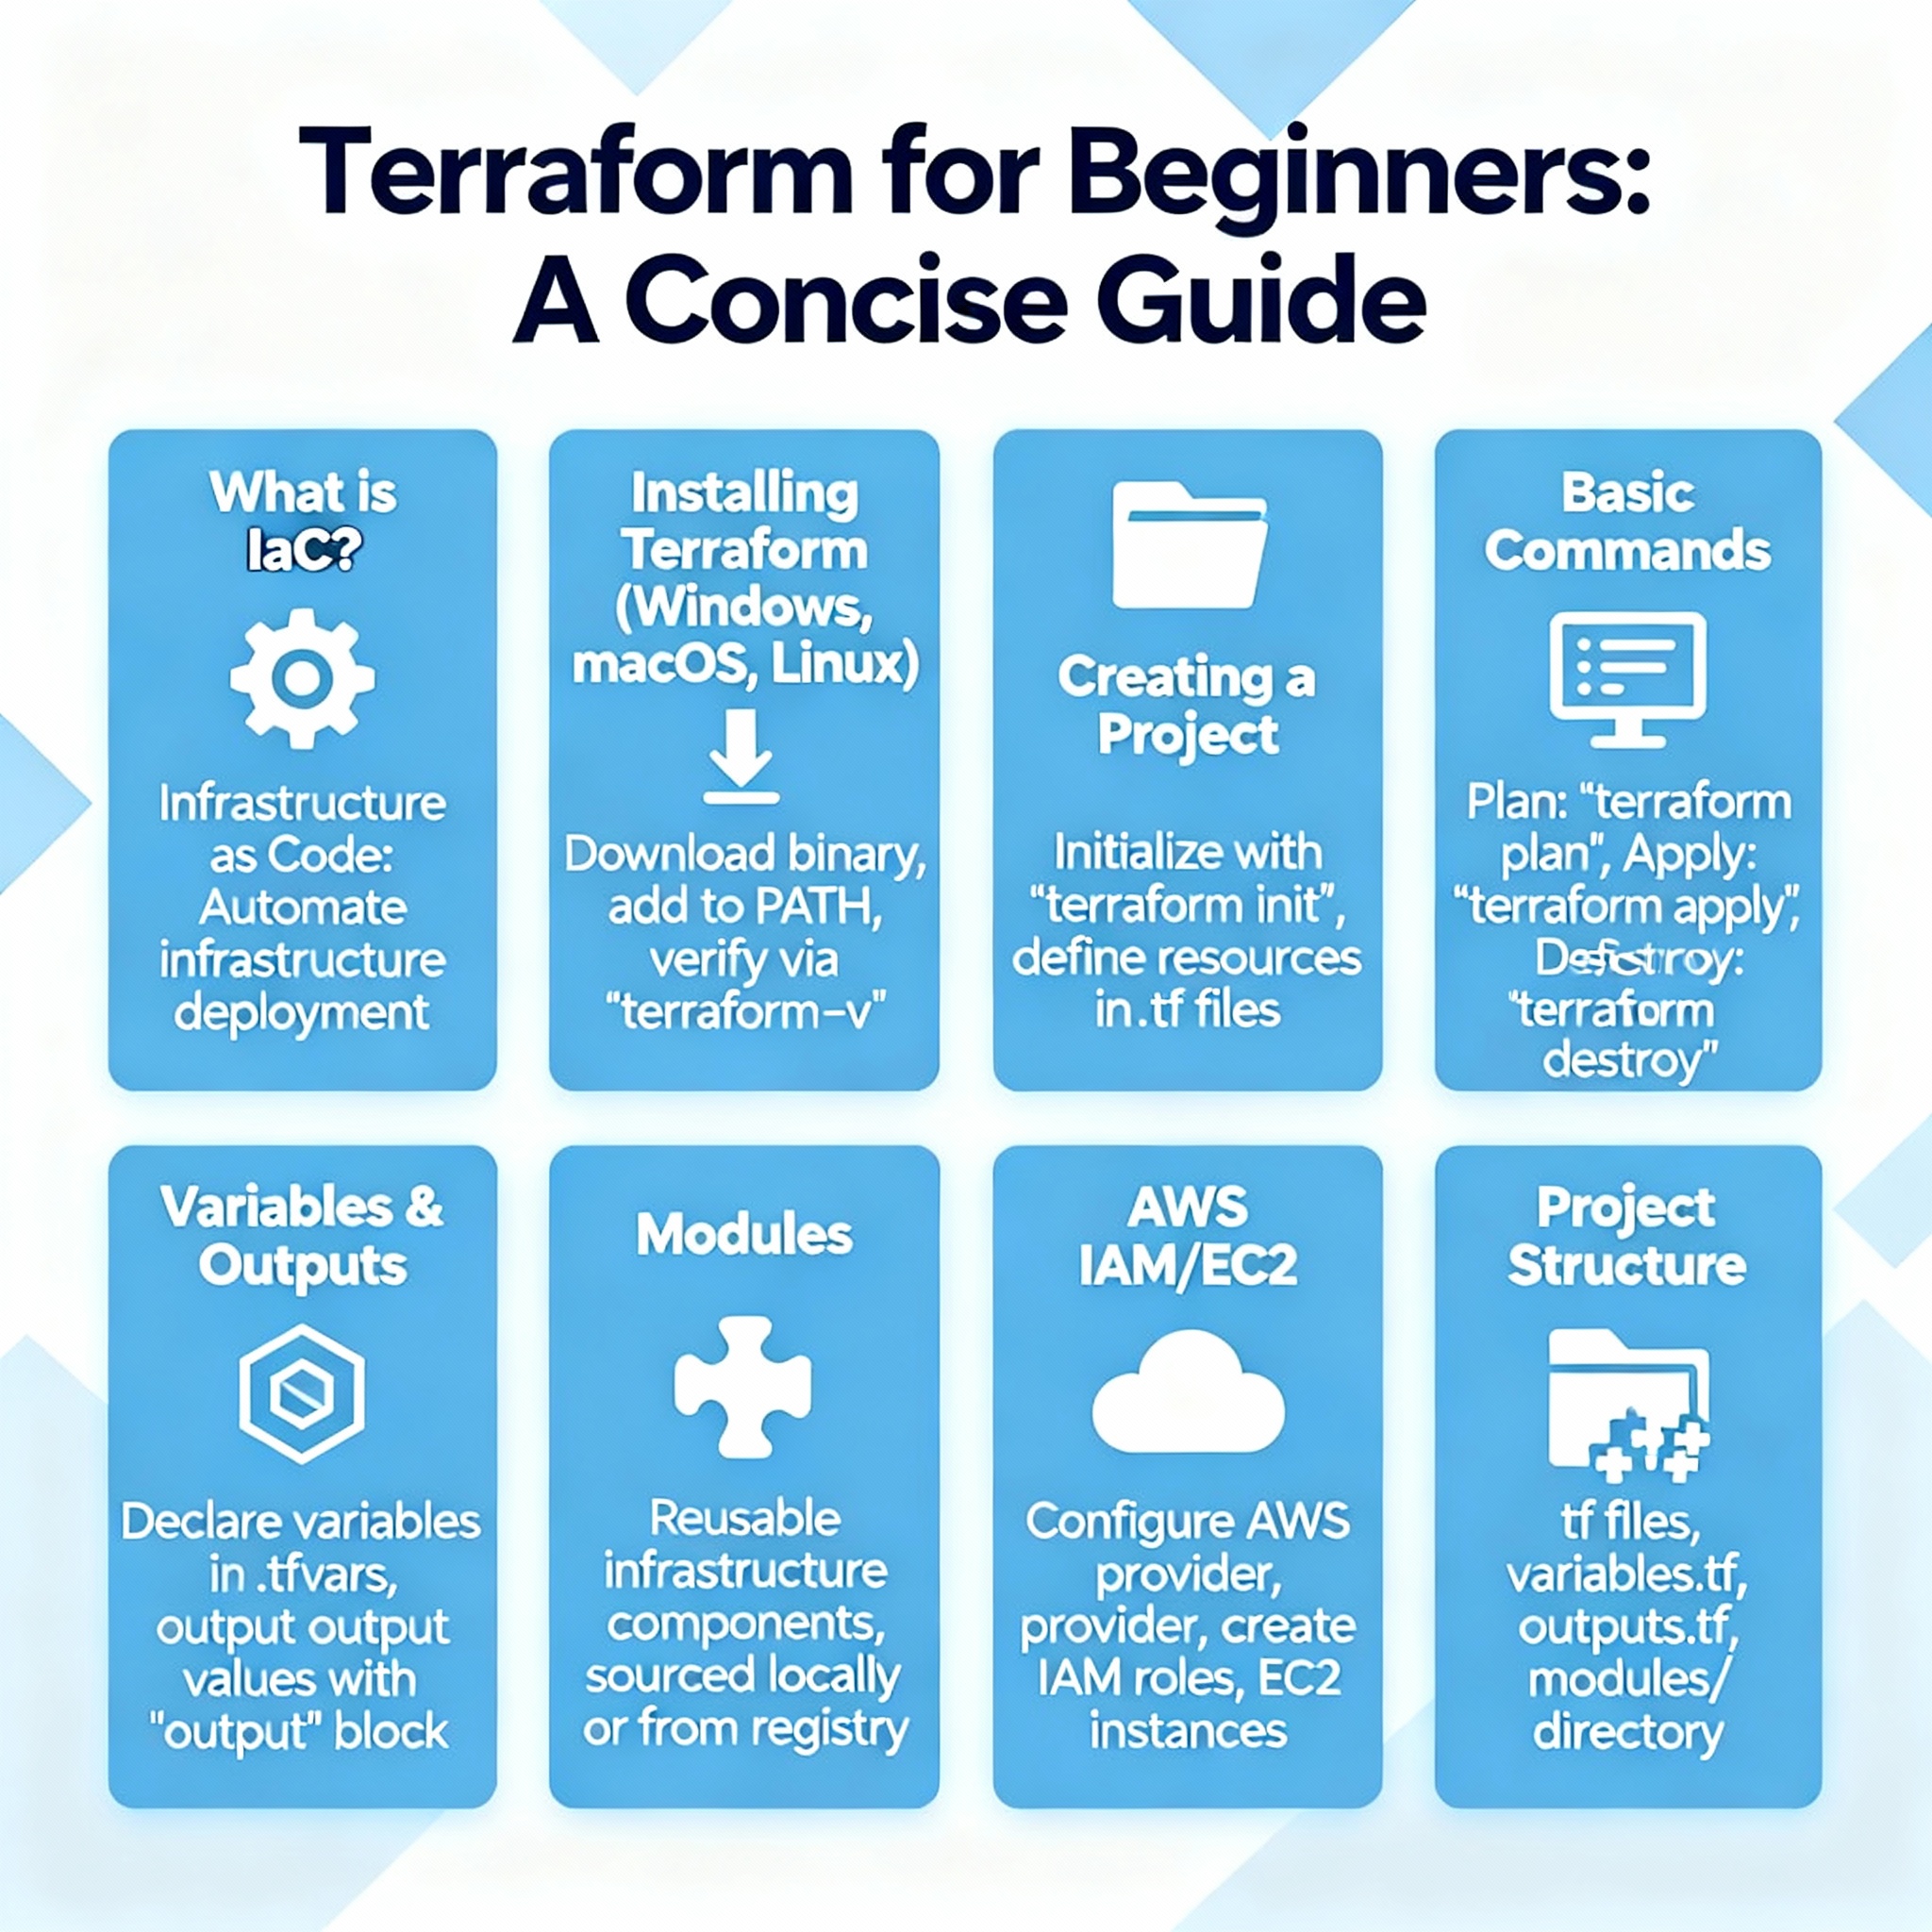 Terraform for Beginners:
A Concise Guide
What is
IaC?
Infrastructure
as Code:
Automate
infrastructure
deployment
Installing
Terraform
(Windows,
macOS, Linux)
Download binary,
add to PATH,
verify via
"terraform–v"
Creating a
Project
Initialize with
“terraform init”,
define resources
in .tf files
Basic
Commands
Plan: “terraform
plan”, Apply:
“terraform apply”,
"terraform
destroy"
Variables &
Outputs
Declare variables
in .tfvars,
output output
values with
"output" block
Modules
Reusable
infrastructure
components,
sourced locally
or from registry
AWS
IAM/EC2
Configure AWS
provider,
provider, create
IAM roles, EC2
instances
Project
Structure
tf files,
variables.tf,
outputs.tf,
modules/
directory